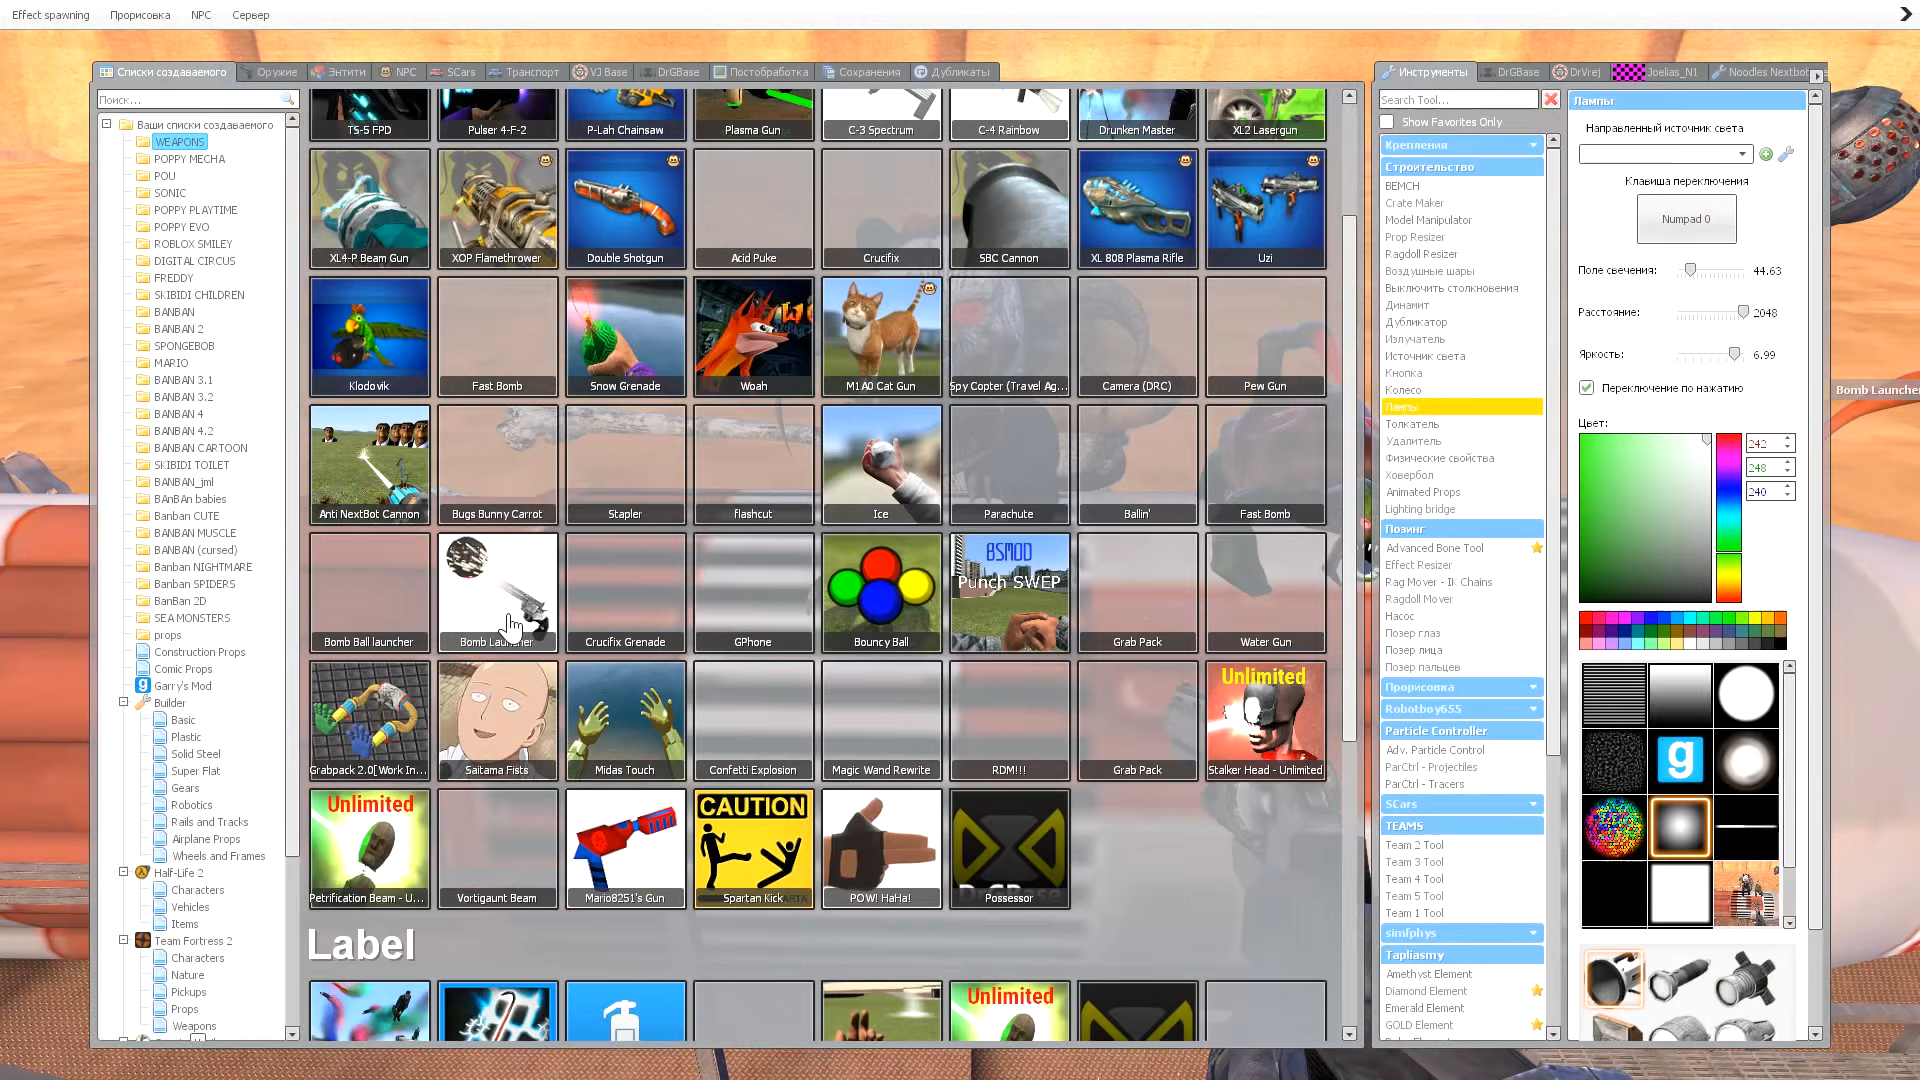 Effect spawning Прорисовка NPC Сервер
Списки создаваемого Оружие Энтити NPC SCars Транспорт VJ Base DrGBase Постобработка Сохранения Дубликаты
Поиск...
Ваши списки создаваемого
WEAPONS
POPPY MECHA
POU
SONIC
POPPY PLAYTIME
POPPY EVO
ROBLOX SMILEY
DIGITAL CIRCUS
FREDDY
SKIBIDI CHILDREN
BANBAN
BANBAN 2
SPONGEBOB
MARIO
BANBAN 3.1
BANBAN 3.2
BANBAN 4
BANBAN 4.2
BANBAN CARTOON
SKIBIDI TOILET
BANBAN_jml
BAnBAn babies
Banban CUTE
BANBAN MUSCLE
BANBAN (cursed)
Banban NIGHTMARE
Banban SPIDERS
BanBan 2D
SEA MONSTERS
props
Construction Props
Comic Props
Garry's Mod
Builder
Basic
Plastic
Solid Steel
Super Flat
Gears
Robotics
Rails and Tracks
Airplane Props
Wheels and Frames
Half-Life 2
Characters
Vehicles
Items
Team Fortress 2
Characters
Nature
Pickups
Props
Weapons
TS-5 FPD Pulser 4-F-2 P-Lah Chainsaw Plasma Gun C-3 Spectrum C-4 Rainbow Drunken Master XL2 Lasergun
XL4-P Beam Gun XOP Flamethrower Double Shotgun Acid Puke Crucifix SBC Cannon XL 808 Plasma Rifle Uzi
Klodovik Fast Bomb Snow Grenade Woah M1A0 Cat Gun Spy Copter (Travel Ag... Camera (DRC) Pew Gun
Anti NextBot Cannon Bugs Bunny Carrot Stapler flashcut Ice Parachute Ballin' Fast Bomb
BSMOD
Punch SWEP
Bomb Ball launcher Bomb Launcher Crucifix Grenade GPhone Bouncy Ball Grab Pack Water Gun
Unlimited
Grabpack 2.0[Work In... Saitama Fists Midas Touch Confetti Explosion Magic Wand Rewrite RDM!!! Grab Pack Stalker Head - Unlimited
Unlimited
CAUTION
Petrification Beam - U... Vortigaunt Beam Mario8251's Gun Spartan Kick POW! HaHa! Possessor
Label
Unlimited
Инструменты DrGBase DrVrej Joelias_N1 Noodles Nextbot
Search Tool...
Show Favorites Only
Крепления
Строительство
BEMCH
Crate Maker
Model Manipulator
Prop Resizer
Ragdoll Resizer
Воздушные шары
Выключить столкновения
Динамит
Дубликатор
Излучатель
Источник света
Кнопка
Колесо
Лампы
Толкатель
Удалитель
Физические свойства
Ховербол
Animated Props
Lighting bridge
Позинг
Advanced Bone Tool
Effect Resizer
Rag Mover - IK Chains
Ragdoll Mover
Насос
Позер глаз
Позер лица
Позер пальцев
Прорисовка
Robotboy655
Particle Controller
Adv. Particle Control
ParCtrl - Projectiles
ParCtrl - Tracers
SCars
TEAMS
Team 2 Tool
Team 3 Tool
Team 4 Tool
Team 5 Tool
Team 1 Tool
simfphys
Tapliasmy
Amethyst Element
Diamond Element
Emerald Element
GOLD Element
Лампы
Направленный источник света
Клавиша переключения
Numpad 0
Поле свечения: 44.63
Расстояние: 2048
Яркость: 6.99
Переключение по нажатию
Цвет:
242
248
240
g
Bomb Launcher